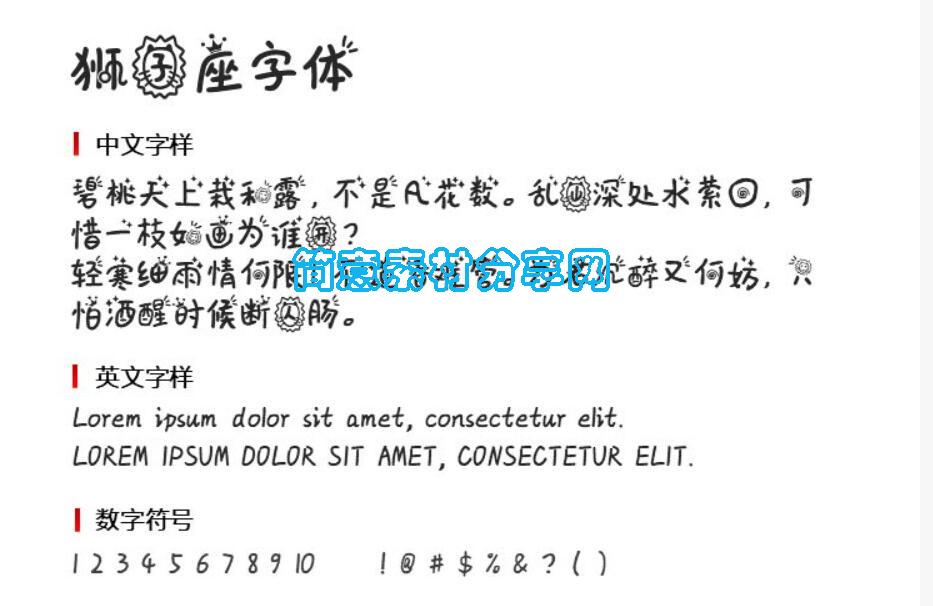 狮子座字体
中文字样
碧桃天上栽和露，不是凡花数。乱山深处水萦回，可
惜一枝如画为谁开？
轻寒细雨情何限 醉又何妨，只
简意素材分享网
怕酒醒时候断人肠。
英文字样
Lorem ipsum dolor sit amet, consectetur elit.
LOREM IPSUM DOLOR SIT AMET, CONSECTETUR ELIT.
数字符号
1 2 3 4 5 6 7 8 9 10 ! @ # $ % & ? ( )